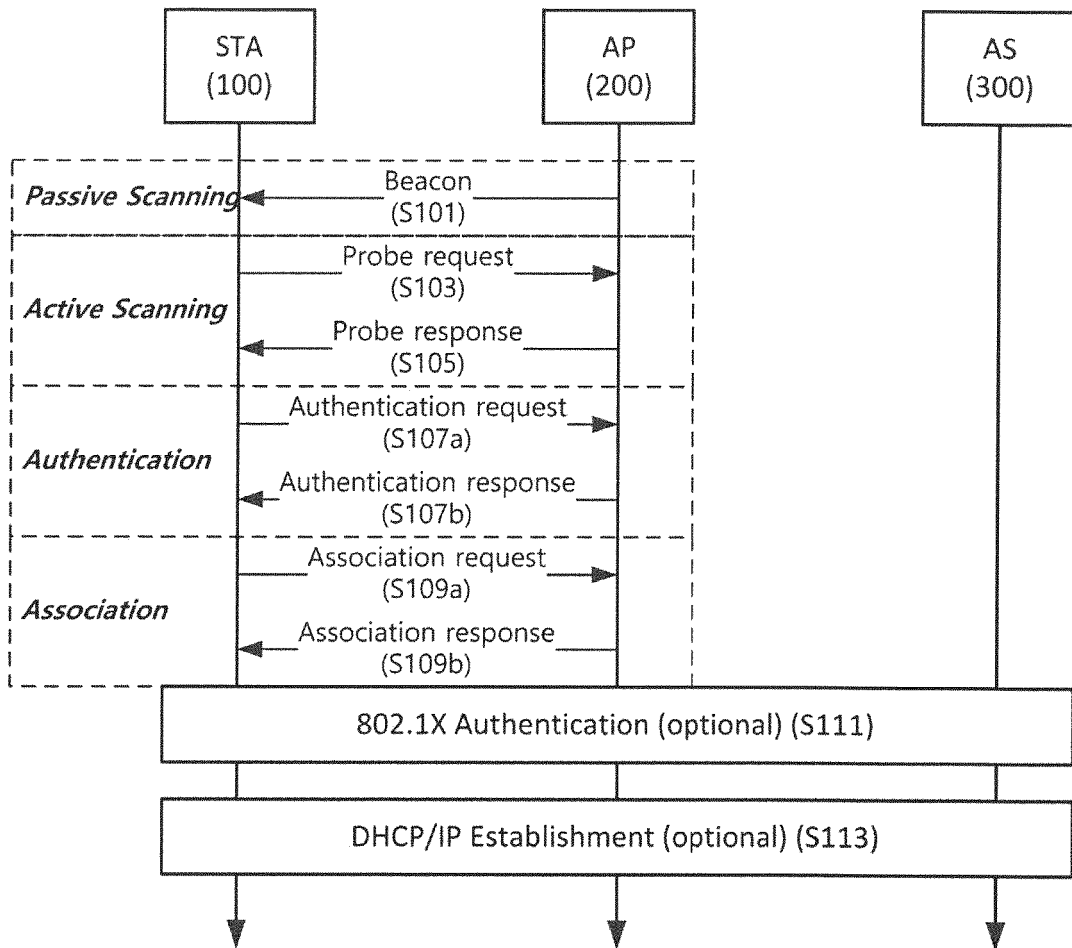 STA
(100)
AP
(200)
AS
(300)
Passive Scanning
Beacon
(S101)
Active Scanning
Probe request
(S103)
Probe response
(S105)
Authentication
Authentication request
(S107a)
Authentication response
(S107b)
Association
Association request
(S109a)
Association response
(S109b)
802.1X Authentication (optional) (S111)
DHCP/IP Establishment (optional) (S113)